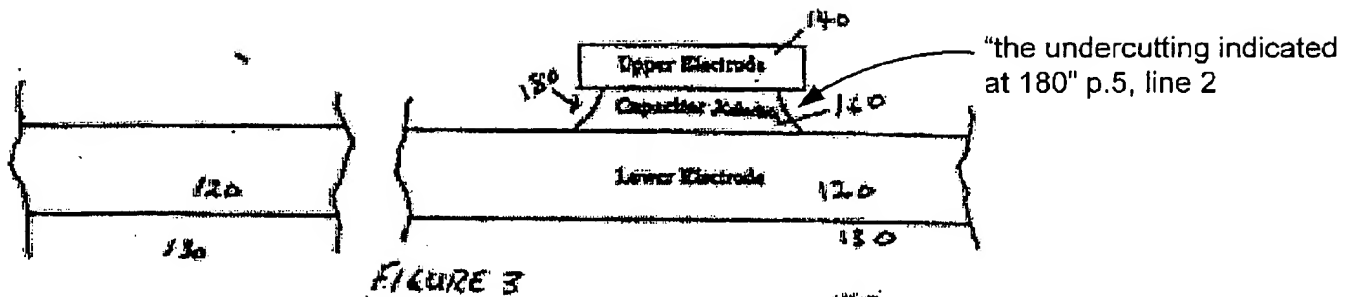 140
"the undercutting indicated
at 180" p.5, line 2
Upper Electrode
180
Capacitor
160
Lower Electrode
120
120
130
130
FIGURE 3